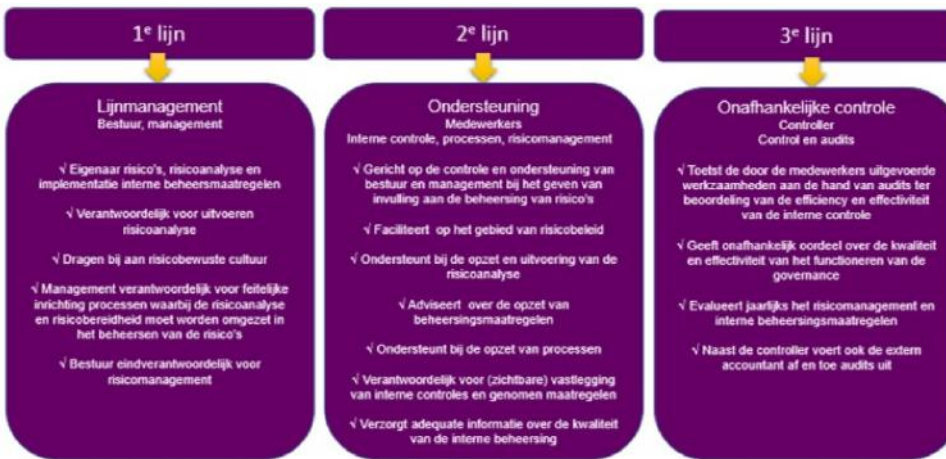 1e lijn
Lijnmanagement
Bestuur, management
√ Eigenaar risico's, risicoanalyse en
implementatie interne beheersmaatregelen
√ Verantwoordelijk voor uitvoeren
risicoanalyse
√ Dragen bij aan risicobewuste cultuur
√ Management verantwoordelijk voor feitelijke
inrichting processen waarbij de risicoanalyse
en risicobereidheid moet worden omgezet in
het beheersen van de risico's
√ Bestuur eindverantwoordelijk voor
risicomanagement
2e lijn
Ondersteuning
Medewerkers
Interne controle, processen, risicomanagement
√ Gericht op de controle en ondersteuning van
bestuur en management bij het geven van
invulling aan de beheersing van risico's
√ Faciliteert op het gebied van risicobeleid
√ Ondersteunt bij de opzet en uitvoering van de
risicoanalyse
√ Adviseert over de opzet van
beheersingsmaatregelen
√ Ondersteunt bij de opzet van processen
√ Verantwoordelijk voor (zichtbare) vastlegging
van interne controles en genomen maatregelen
√ Verzorgt adequate informatie over de kwaliteit
van de interne beheersing
3e lijn
Onafhankelijke controle
Controller
Control en audits
√ Toetst de door de medewerkers uitgevoerde
werkzaamheden aan de hand van audits ter
beoordeling van de efficiency en effectiviteit
van de interne controle
√ Geeft onafhankelijk oordeel over de kwaliteit
en effectiviteit van het functioneren van de
governance
√ Evalueert jaarlijks het risicomanagement en
interne beheersingsmaatregelen
√ Naast de controller voert ook de extern
accountant af en toe audits uit